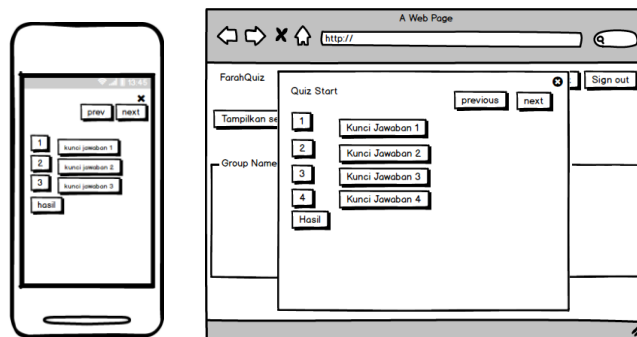 13:45
prev next
1 kunci jawaban 1
2 kunci jawaban 2
3 kunci jawaban 3
hasil
A Web Page
http://
FarahQuiz
Sign out
Tampilkan se
Group Name
Quiz Start
previous next
1 Kunci Jawaban 1
2 Kunci Jawaban 2
3 Kunci Jawaban 3
4 Kunci Jawaban 4
Hasil